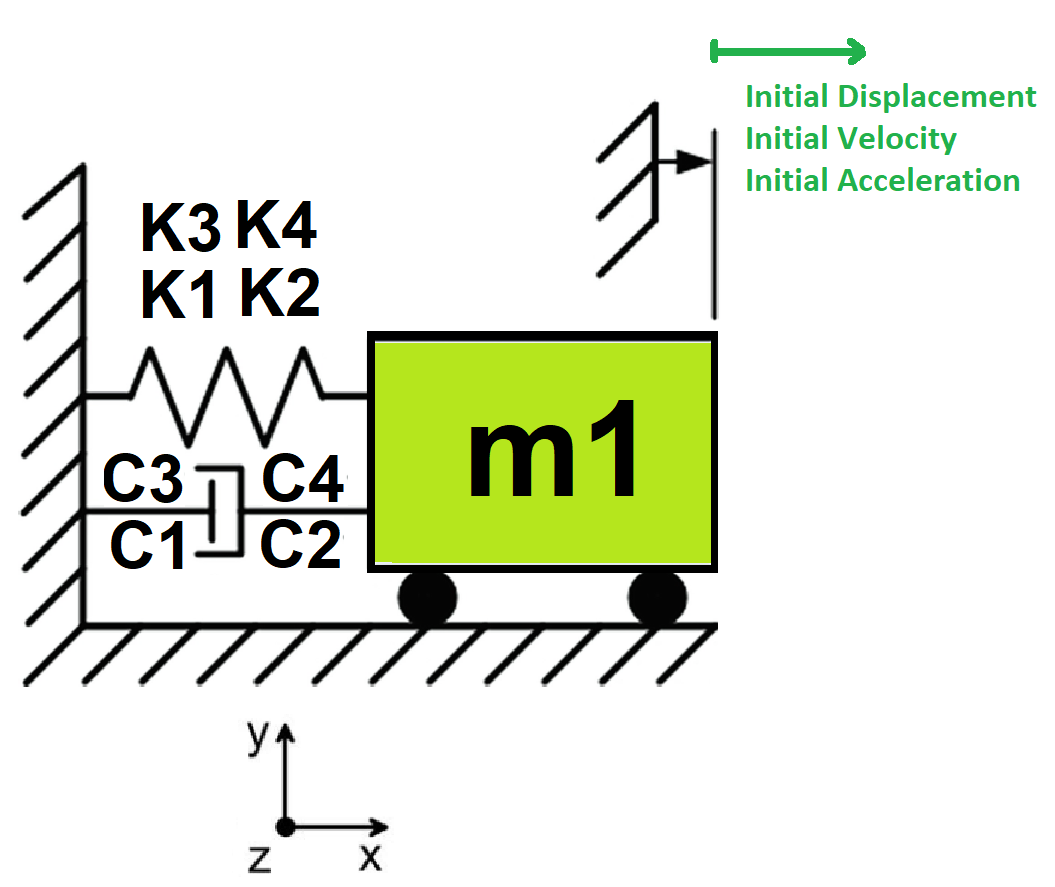 Initial Displacement
Initial Velocity
Initial Acceleration
K3 K4
K1 K2
m1
C3 C4
C1 C2
y
z x